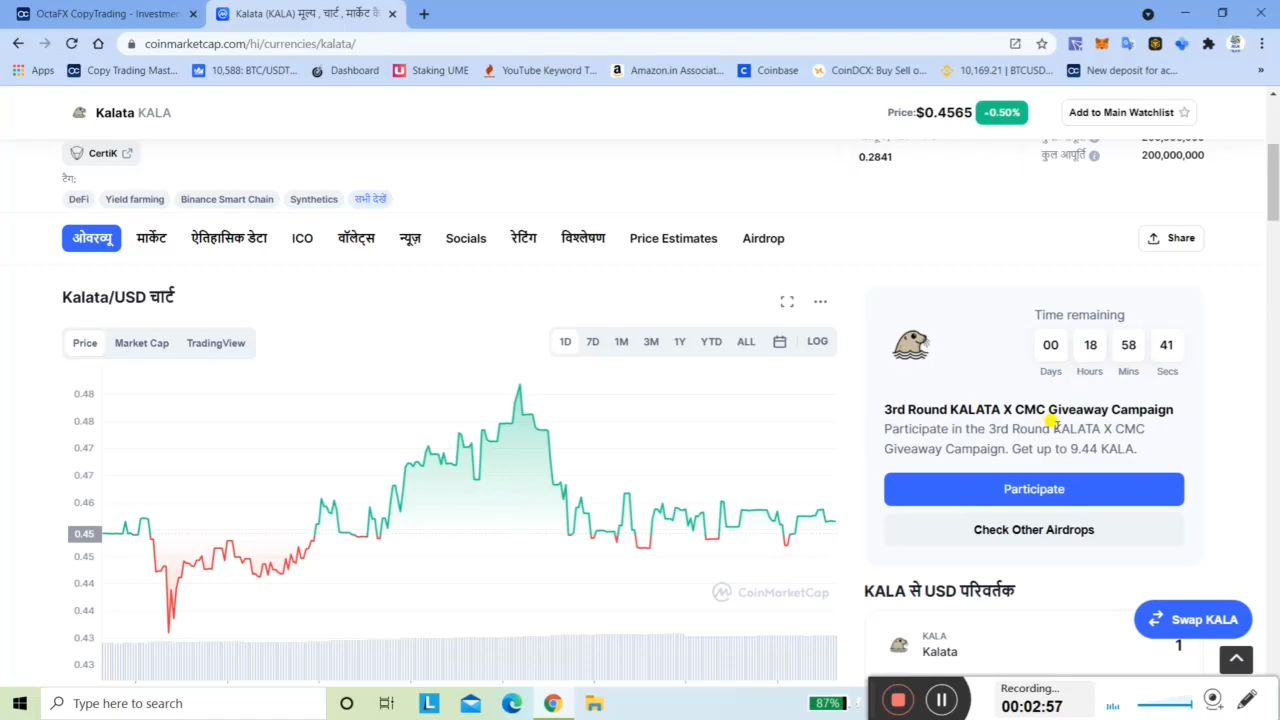 OctaFX CopyTrading - Investmen
Kalata (KALA) मूल्य , चार्ट , मार्केट कै
coinmarketcap.com/hi/currencies/kalata/
Apps
Copy Trading Mast...
10,588: BTC/USDT...
Dashboard
Staking UME
YouTube Keyword T...
Amazon.in Associat...
Coinbase
CoinDCX: Buy Sell o...
10,169.21 | BTCUSD...
New deposit for ac...
»
Kalata KALA
Price:$0.4565 -0.50%
Add to Main Watchlist
CertiK
0.2841
कुल आपूर्ति
200,000,000
टैग:
DeFi
Yield farming
Binance Smart Chain
Synthetics
सभी देखें
ओवरव्यू
मार्केट
ऐतिहासिक डेटा
ICO
वॉलेट्स
न्यूज़
Socials
रेटिंग
विश्लेषण
Price Estimates
Airdrop
Share
Kalata/USD चार्ट
Price
Market Cap
TradingView
1D
7D
1M
3M
1Y
YTD
ALL
LOG
0.48
0.48
0.47
0.47
0.46
0.45
0.45
0.44
0.44
0.43
0.43
CoinMarketCap
Time remaining
00
18
58
41
Days
Hours
Mins
Secs
3rd Round KALATA X CMC Giveaway Campaign
Participate in the 3rd Round KALATA X CMC
Giveaway Campaign. Get up to 9.44 KALA.
Participate
Check Other Airdrops
KALA से USD परिवर्तक
Swap KALA
KALA
Kalata
1
Type here to search
87%
Recording...
00:02:57